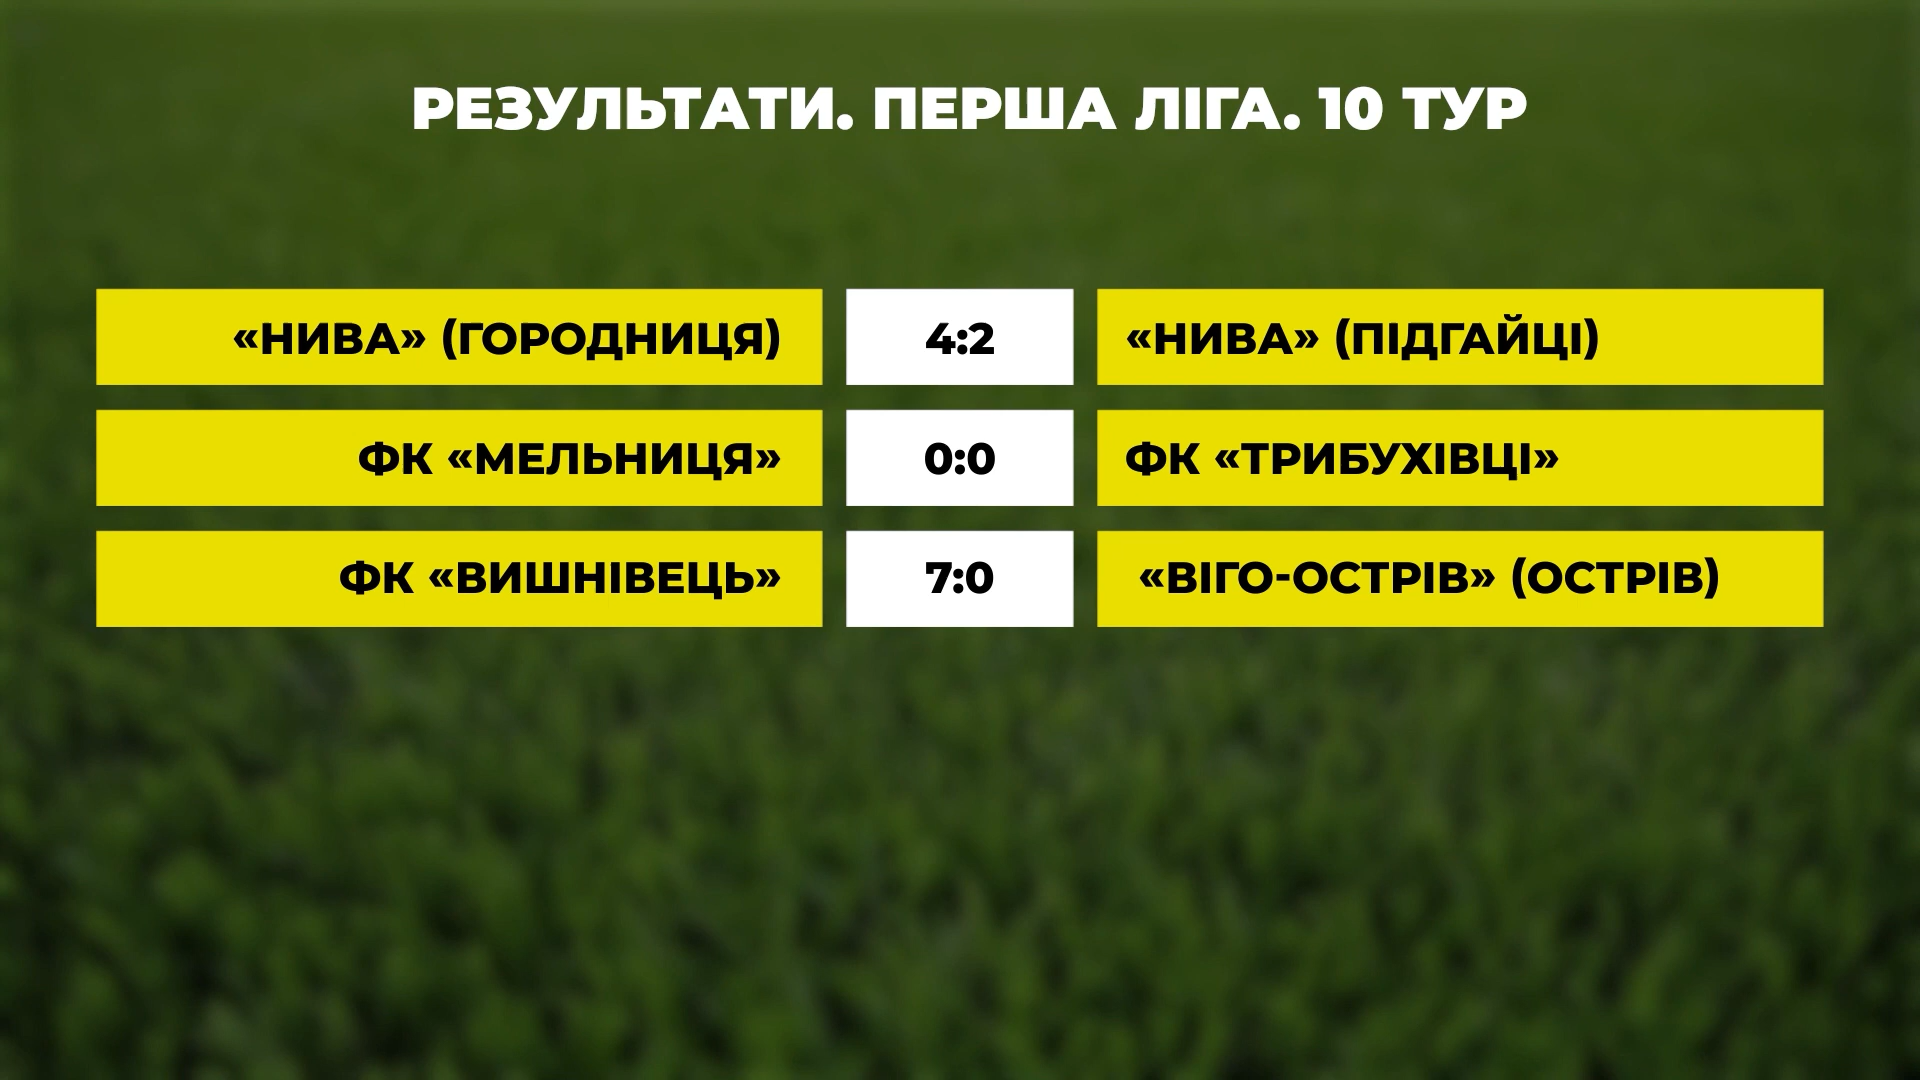 РЕЗУЛЬТАТИ. ПЕРША ЛІГА. 10 ТУР
«НИВА» (ГОРОДНИЦЯ) 4:2 «НИВА» (ПІДГАЙЦІ)
ФК «МЕЛЬНИЦЯ» 0:0 ФК «ТРИБУХІВЦІ»
ФК «ВИШНІВЕЦЬ» 7:0 «ВІГО-ОСТРІВ» (ОСТРІВ)